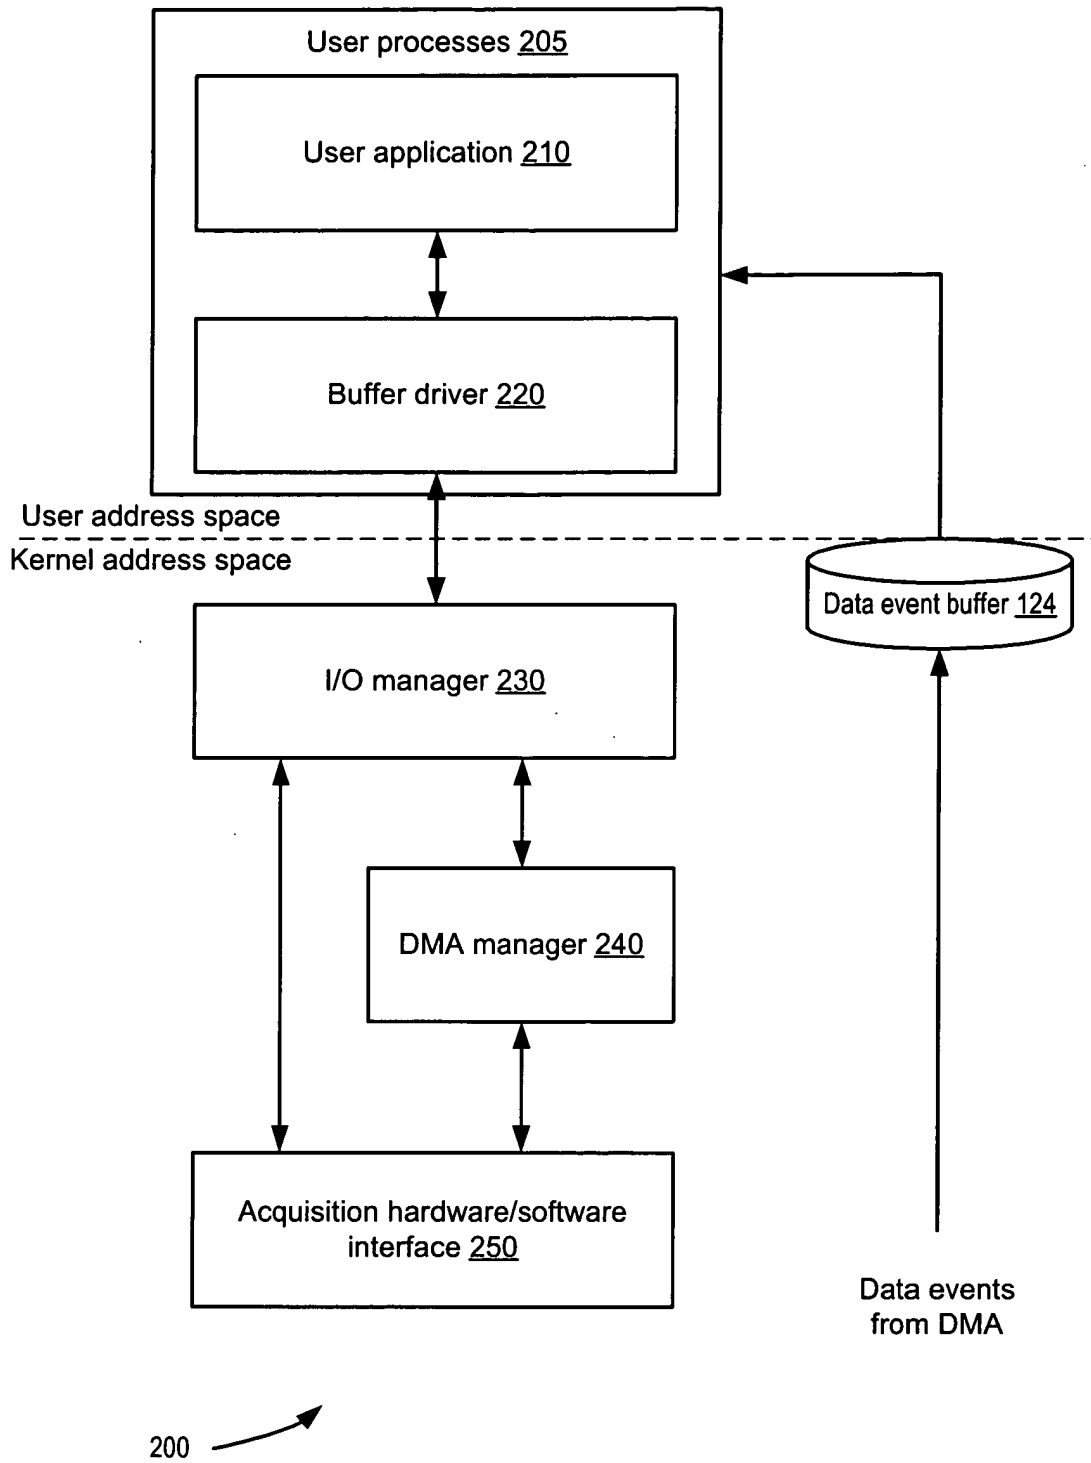 User processes 205
User application 210
Buffer driver 220
User address space
Kernel address space
Data event buffer 124
I/O manager 230
DMA manager 240
Acquisition hardware/software
interface 250
Data events
from DMA
200